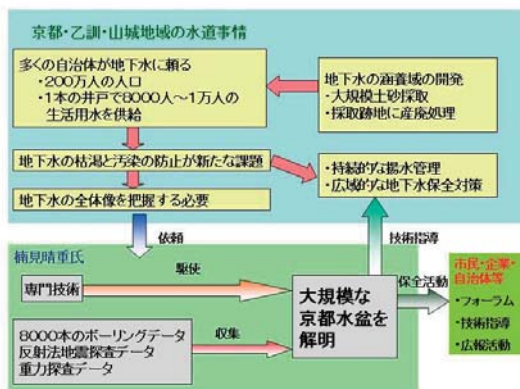 京都・乙訓・山城地域の水道事情
多くの自治体が地下水に頼る
・200万人の人口
・1本の井戸で8000人～1万人の
生活用水を供給
地下水の涵養域の開発
・大規模土砂採取
・採取跡地に産廃処理
地下水の枯渇と汚染の防止が新たな課題
・持続的な揚水管理
・広域的な地下水保全対策
地下水の全体像を把握する必要
依頼
技術指導
楠見晴重氏
駆使
専門技術
大規模な
京都水盆を
解明
保全活動
市民・企業・
自治体等
・フォーラム
・技術指導
・広報活動
収集
8000本のボーリングデータ
反射法地震探査データ
重力探査データ